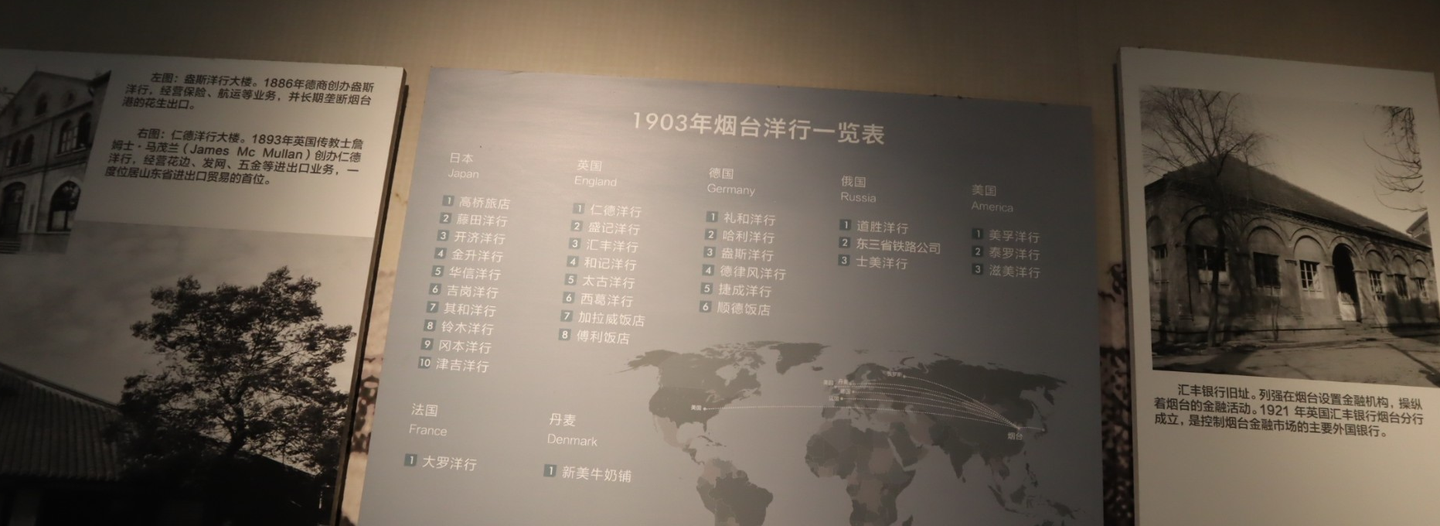 左图：盎斯洋行大楼。1886年德商创办盎斯
洋行，经营保险、航运等业务，并长期垄断烟台
港的花生出口。
右图：仁德洋行大楼。1893年英国传教士詹
姆士·马茂兰（James Mc Mullan）创办仁德
洋行，经营花边、发网、五金等进出口业务，一
度位居山东省进出口贸易的首位。
1903年烟台洋行一览表
日本
Japan
1 高桥旅店
2 藤田洋行
3 开济洋行
4 金升洋行
5 华信洋行
6 吉岗洋行
7 其和洋行
8 铃木洋行
9 冈本洋行
10 津吉洋行
英国
England
1 仁德洋行
2 盛记洋行
3 汇丰洋行
4 和记洋行
5 太古洋行
6 西葛洋行
7 加拉威饭店
8 傅利饭店
德国
Germany
1 礼和洋行
2 哈利洋行
3 盎斯洋行
4 德律风洋行
5 捷成洋行
6 顺德饭店
俄国
Russia
1 道胜洋行
2 东三省铁路公司
3 士美洋行
美国
America
1 美孚洋行
2 泰罗洋行
3 滋美洋行
法国
France
1 大罗洋行
丹麦
Denmark
1 新美牛奶铺
美国
烟台
汇丰银行旧址。列强在烟台设置金融机构，操纵
着烟台的金融活动。1921 年英国汇丰银行烟台分行
成立，是控制烟台金融市场的主要外国银行。